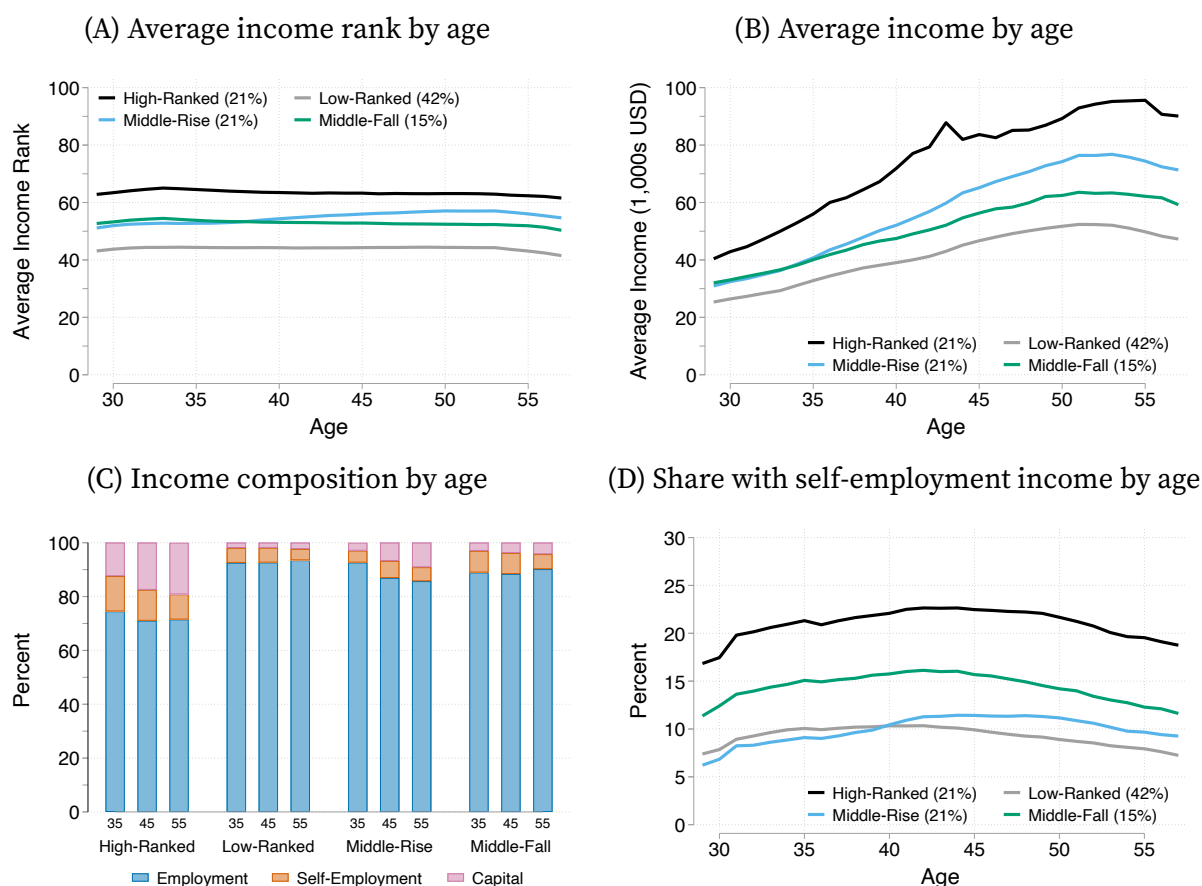 (A) Average income rank by age
Average Income Rank
100
80
60
40
20
0
High-Ranked (21%)
Low-Ranked (42%)
Middle-Rise (21%)
Middle-Fall (15%)
30 35 40 45 50 55
Age
(B) Average income by age
Average Income (1,000s USD)
100
80
60
40
20
0
High-Ranked (21%)
Low-Ranked (42%)
Middle-Rise (21%)
Middle-Fall (15%)
30 35 40 45 50 55
Age
(C) Income composition by age
Percent
100
80
60
40
20
0
35 45 55 35 45 55 35 45 55 35 45 55
High-Ranked Low-Ranked Middle-Rise Middle-Fall
Employment Self-Employment Capital
(D) Share with self-employment income by age
Percent
30
25
20
15
10
5
0
High-Ranked (21%)
Low-Ranked (42%)
Middle-Rise (21%)
Middle-Fall (15%)
30 35 40 45 50 55
Age